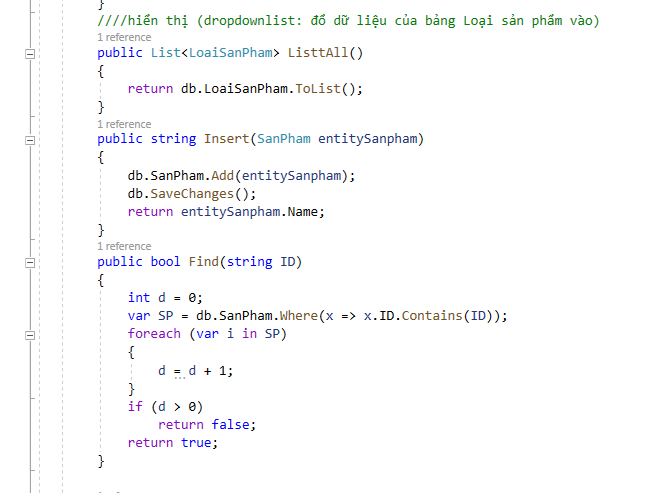 }
////hiển thị (dropdownlist: đổ dữ liệu của bảng Loại sản phẩm vào)
1 reference
public List<LoaiSanPham> ListtAll()
{
return db.LoaiSanPham.ToList();
}
1 reference
public string Insert(SanPham entitySanpham)
{
db.SanPham.Add(entitySanpham);
db.SaveChanges();
return entitySanpham.Name;
}
1 reference
public bool Find(string ID)
{
int d = 0;
var SP = db.SanPham.Where(x => x.ID.Contains(ID));
foreach (var i in SP)
{
d = d + 1;
}
if (d > 0)
return false;
return true;
}